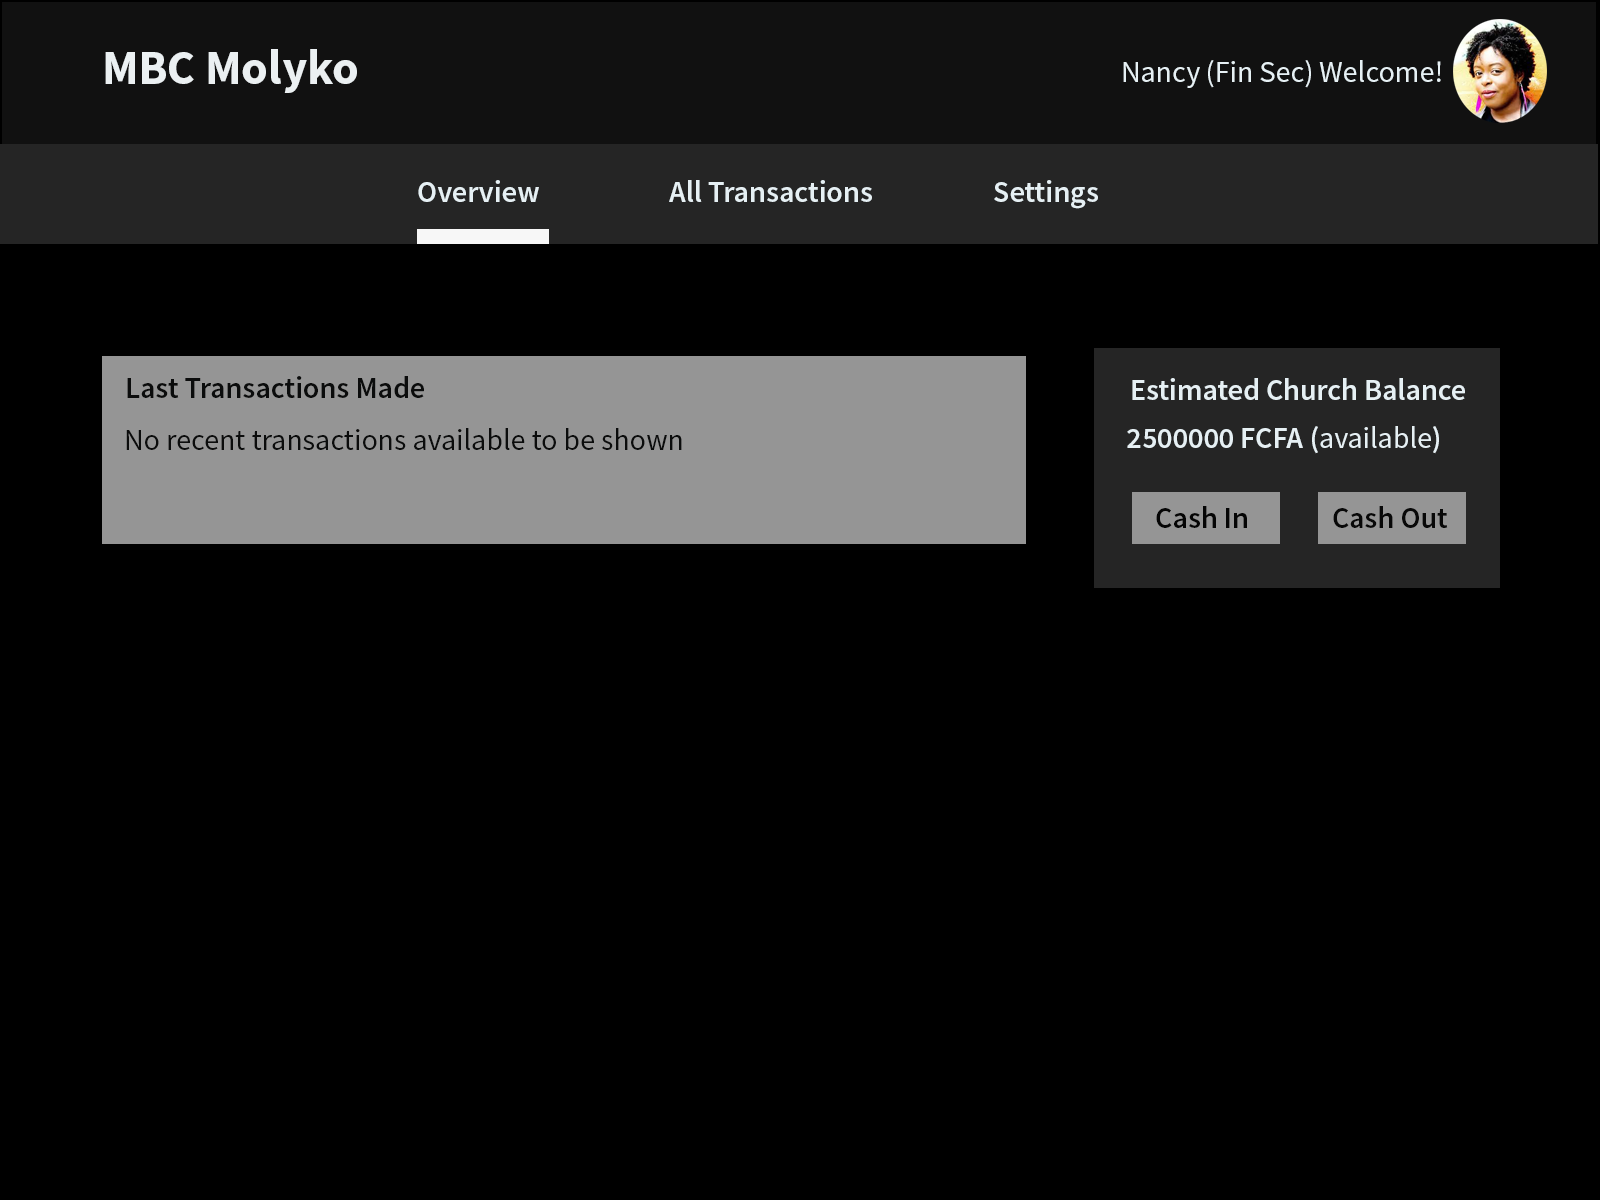 MBC Molyko
Nancy (Fin Sec) Welcome!
Overview
All Transactions
Settings
Last Transactions Made
No recent transactions available to be shown
Estimated Church Balance
2500000 FCFA (available)
Cash In
Cash Out